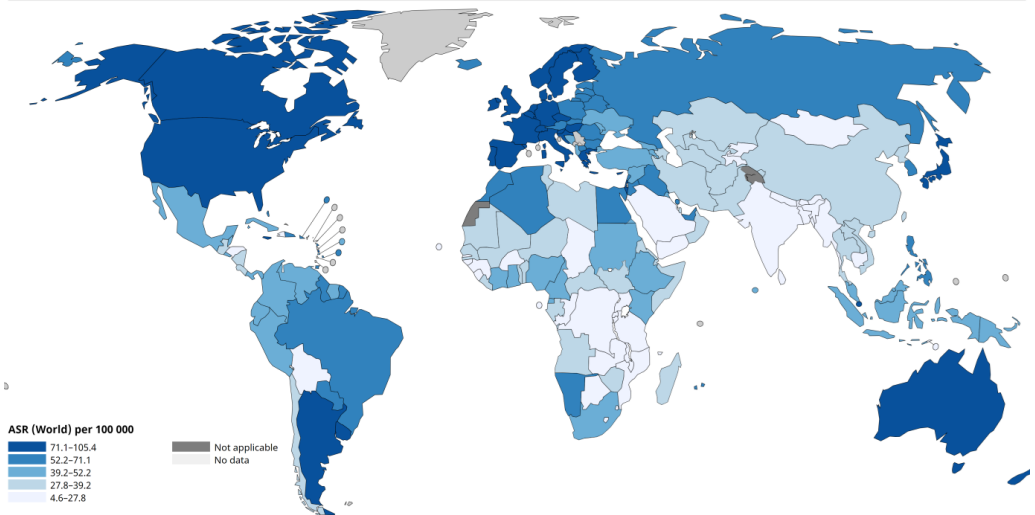 ASR (World) per 100 000
71.1–105.4
52.2–71.1
39.2–52.2
27.8–39.2
4.6–27.8
Not applicable
No data